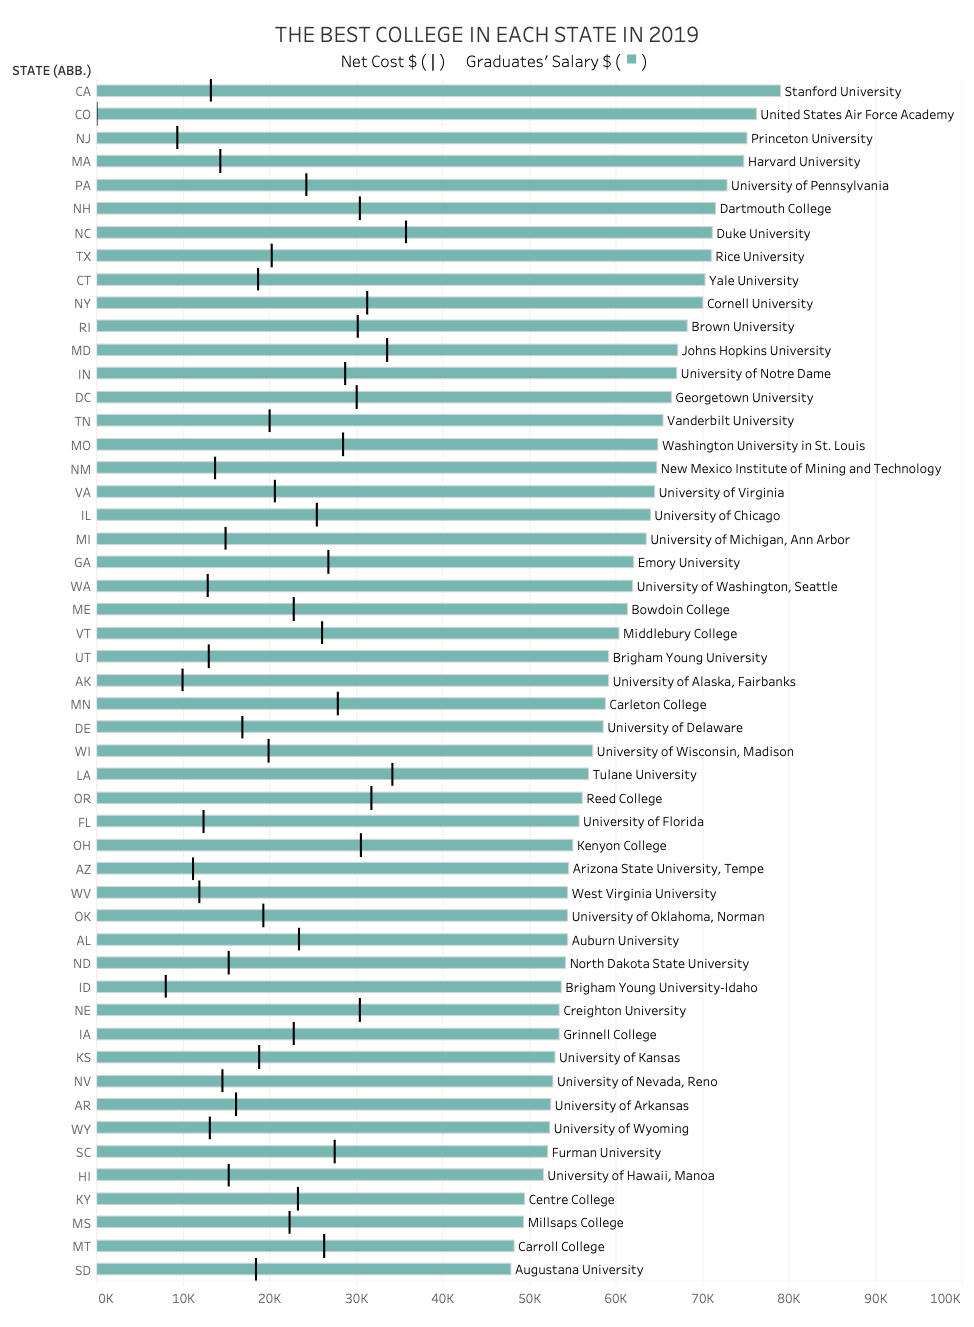 THE BEST COLLEGE IN EACH STATE IN 2019
Net Cost $ ( | ) Graduates' Salary $ ( ■ )
STATE (ABB.)
CA Stanford University
CO United States Air Force Academy
NJ Princeton University
MA Harvard University
PA University of Pennsylvania
NH Dartmouth College
NC Duke University
TX Rice University
CT Yale University
NY Cornell University
RI Brown University
MD Johns Hopkins University
IN University of Notre Dame
DC Georgetown University
TN Vanderbilt University
MO Washington University in St. Louis
NM New Mexico Institute of Mining and Technology
VA University of Virginia
IL University of Chicago
MI University of Michigan, Ann Arbor
GA Emory University
WA University of Washington, Seattle
ME Bowdoin College
VT Middlebury College
UT Brigham Young University
AK University of Alaska, Fairbanks
MN Carleton College
DE University of Delaware
WI University of Wisconsin, Madison
LA Tulane University
OR Reed College
FL University of Florida
OH Kenyon College
AZ Arizona State University, Tempe
WV West Virginia University
OK University of Oklahoma, Norman
AL Auburn University
ND North Dakota State University
ID Brigham Young University-Idaho
NE Creighton University
IA Grinnell College
KS University of Kansas
NV University of Nevada, Reno
AR University of Arkansas
WY University of Wyoming
SC Furman University
HI University of Hawaii, Manoa
KY Centre College
MS Millsaps College
MT Carroll College
SD Augustana University
0K 10K 20K 30K 40K 50K 60K 70K 80K 90K 100K